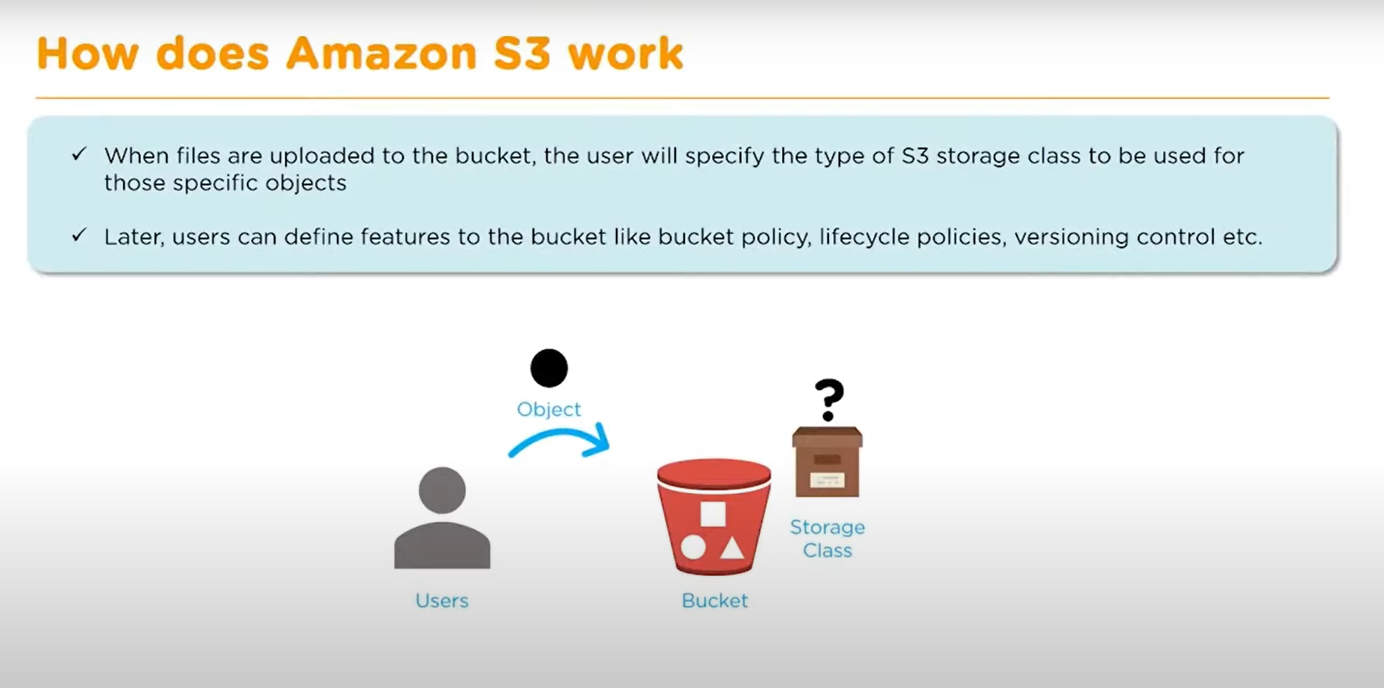 How does Amazon S3 work
✓ When files are uploaded to the bucket, the user will specify the type of S3 storage class to be used for
those specific objects
✓ Later, users can define features to the bucket like bucket policy, lifecycle policies, versioning control etc.
?
Object
Storage
Class
Users
Bucket